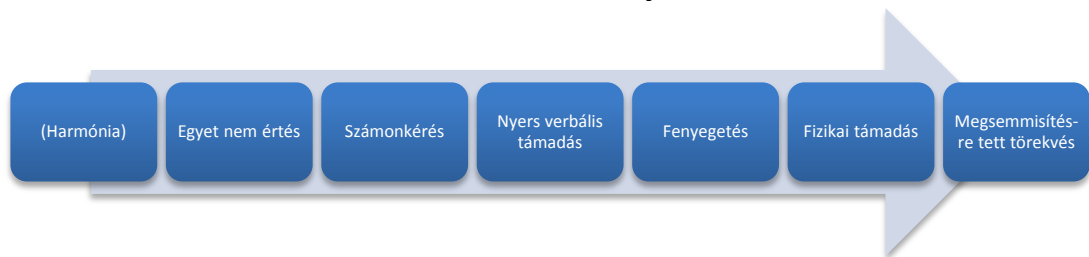 (Harmónia)
Egyet nem értés
Számonkérés
Nyers verbális
támadás
Fenyegetés
Fizikai támadás
Megsemmisítés-
re tett törekvés